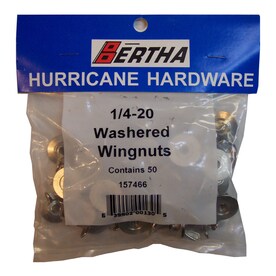 BERTHA
HURRICANE HARDWARE
1/4-20
Washered
Wingnuts
Contains 50
157466